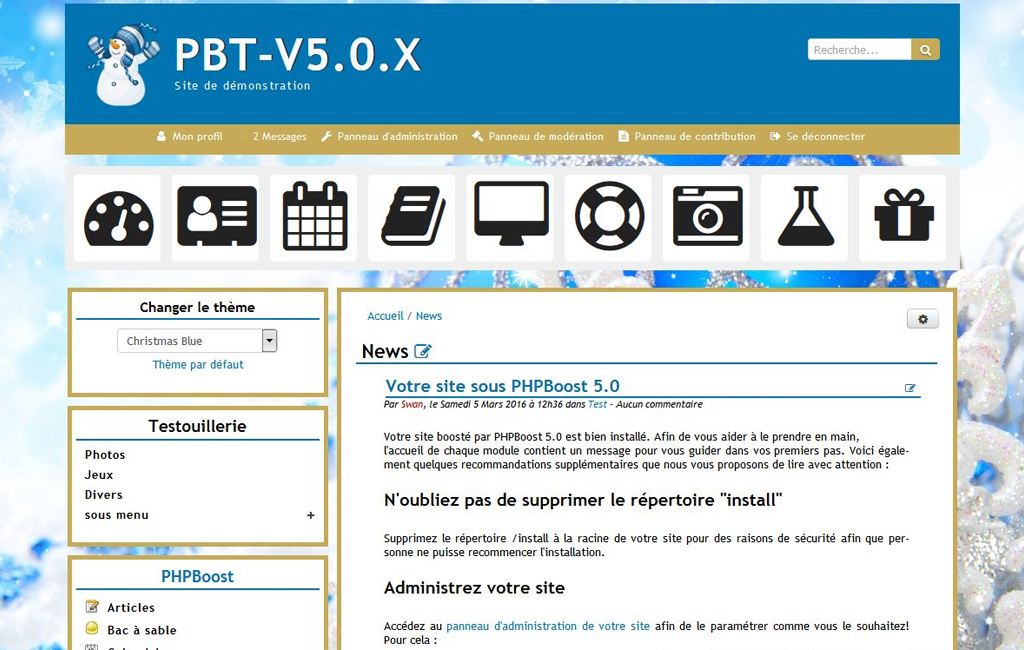 PBT-V5.0.X
Site de démonstration
Recherche...
Mon profil 2 Messages Panneau d'administration Panneau de modération Panneau de contribution Se déconnecter
Changer le thème
Christmas Blue
Thème par défaut
Testouillerie
Photos
Jeux
Divers
sous menu +
PHPBoost
Articles
Bac à sable
Accueil / News
News
Votre site sous PHPBoost 5.0
Par Swan, le Samedi 5 Mars 2016 à 12h36 dans Test - Aucun commentaire
Votre site boosté par PHPBoost 5.0 est bien installé. Afin de vous aider à le prendre en main,
l'accueil de chaque module contient un message pour vous guider dans vos premiers pas. Voici égale-
ment quelques recommandations supplémentaires que nous vous proposons de lire avec attention :
N'oubliez pas de supprimer le répertoire "install"
Supprimez le répertoire /install à la racine de votre site pour des raisons de sécurité afin que per-
sonne ne puisse recommencer l'installation.
Administrez votre site
Accédez au panneau d'administration de votre site afin de le paramétrer comme vous le souhaitez!
Pour cela :